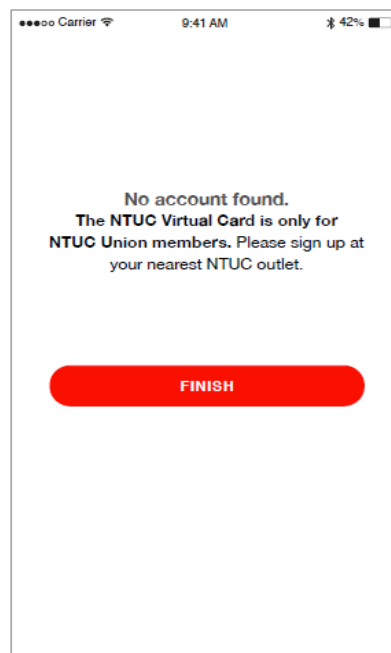 Carrier 9:41 AM 42%
No account found.
The NTUC Virtual Card is only for
NTUC Union members. Please sign up at
your nearest NTUC outlet.
FINISH